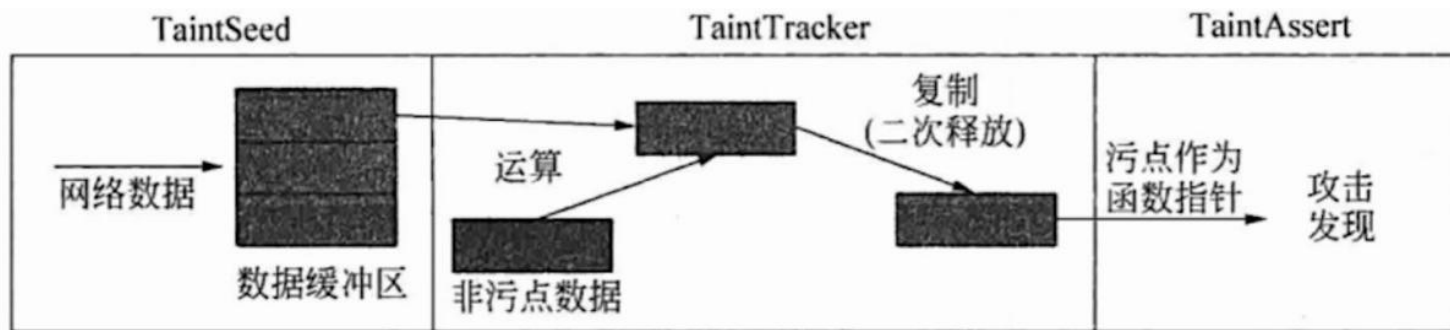 TaintSeed
TaintTracker
TaintAssert
网络数据
数据缓冲区
运算
非污点数据
复制
(二次释放)
污点作为
函数指针
攻击
发现